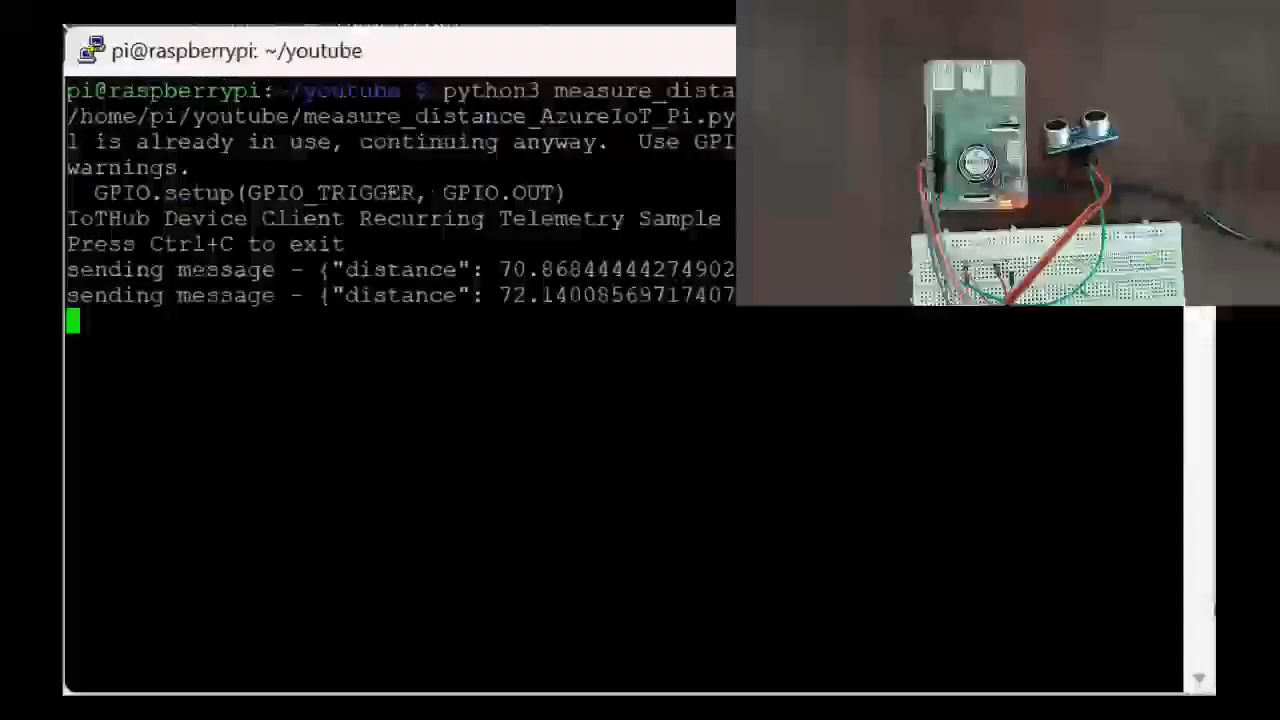 pi@raspberrypi: ~/youtube
pi@raspberrypi:~/youtube $ python3 measure_dista
/home/pi/youtube/measure_distance_AzureIoT_Pi.py
l is already in use, continuing anyway.  Use GPI
warnings.
  GPIO.setup(GPIO_TRIGGER, GPIO.OUT)
IoTHub Device Client Recurring Telemetry Sample
Press Ctrl+C to exit
sending message - {"distance": 70.86844444274902
sending message - {"distance": 72.14008569717407